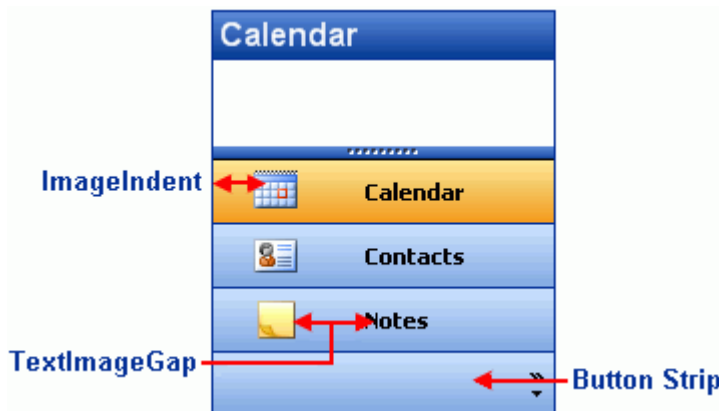 Calendar
ImageIndent
Calendar
Contacts
Notes
TextImageGap
Button Strip